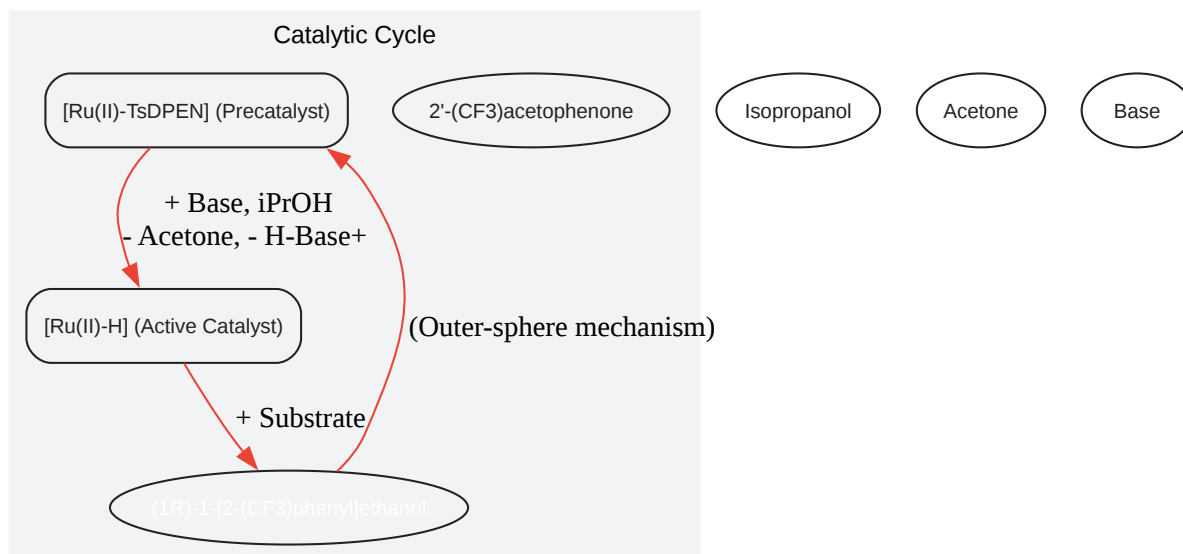 Catalytic Cycle
[Ru(II)-TsDPEN] (Precatalyst)
2'-(CF3)acetophenone
Isopropanol
Acetone
Base
+ Base, iPrOH
- Acetone, - H-Base+
[Ru(II)-H] (Active Catalyst)
(Outer-sphere mechanism)
+ Substrate
(1R)-1-[2-(CF3)phenyl]ethanol